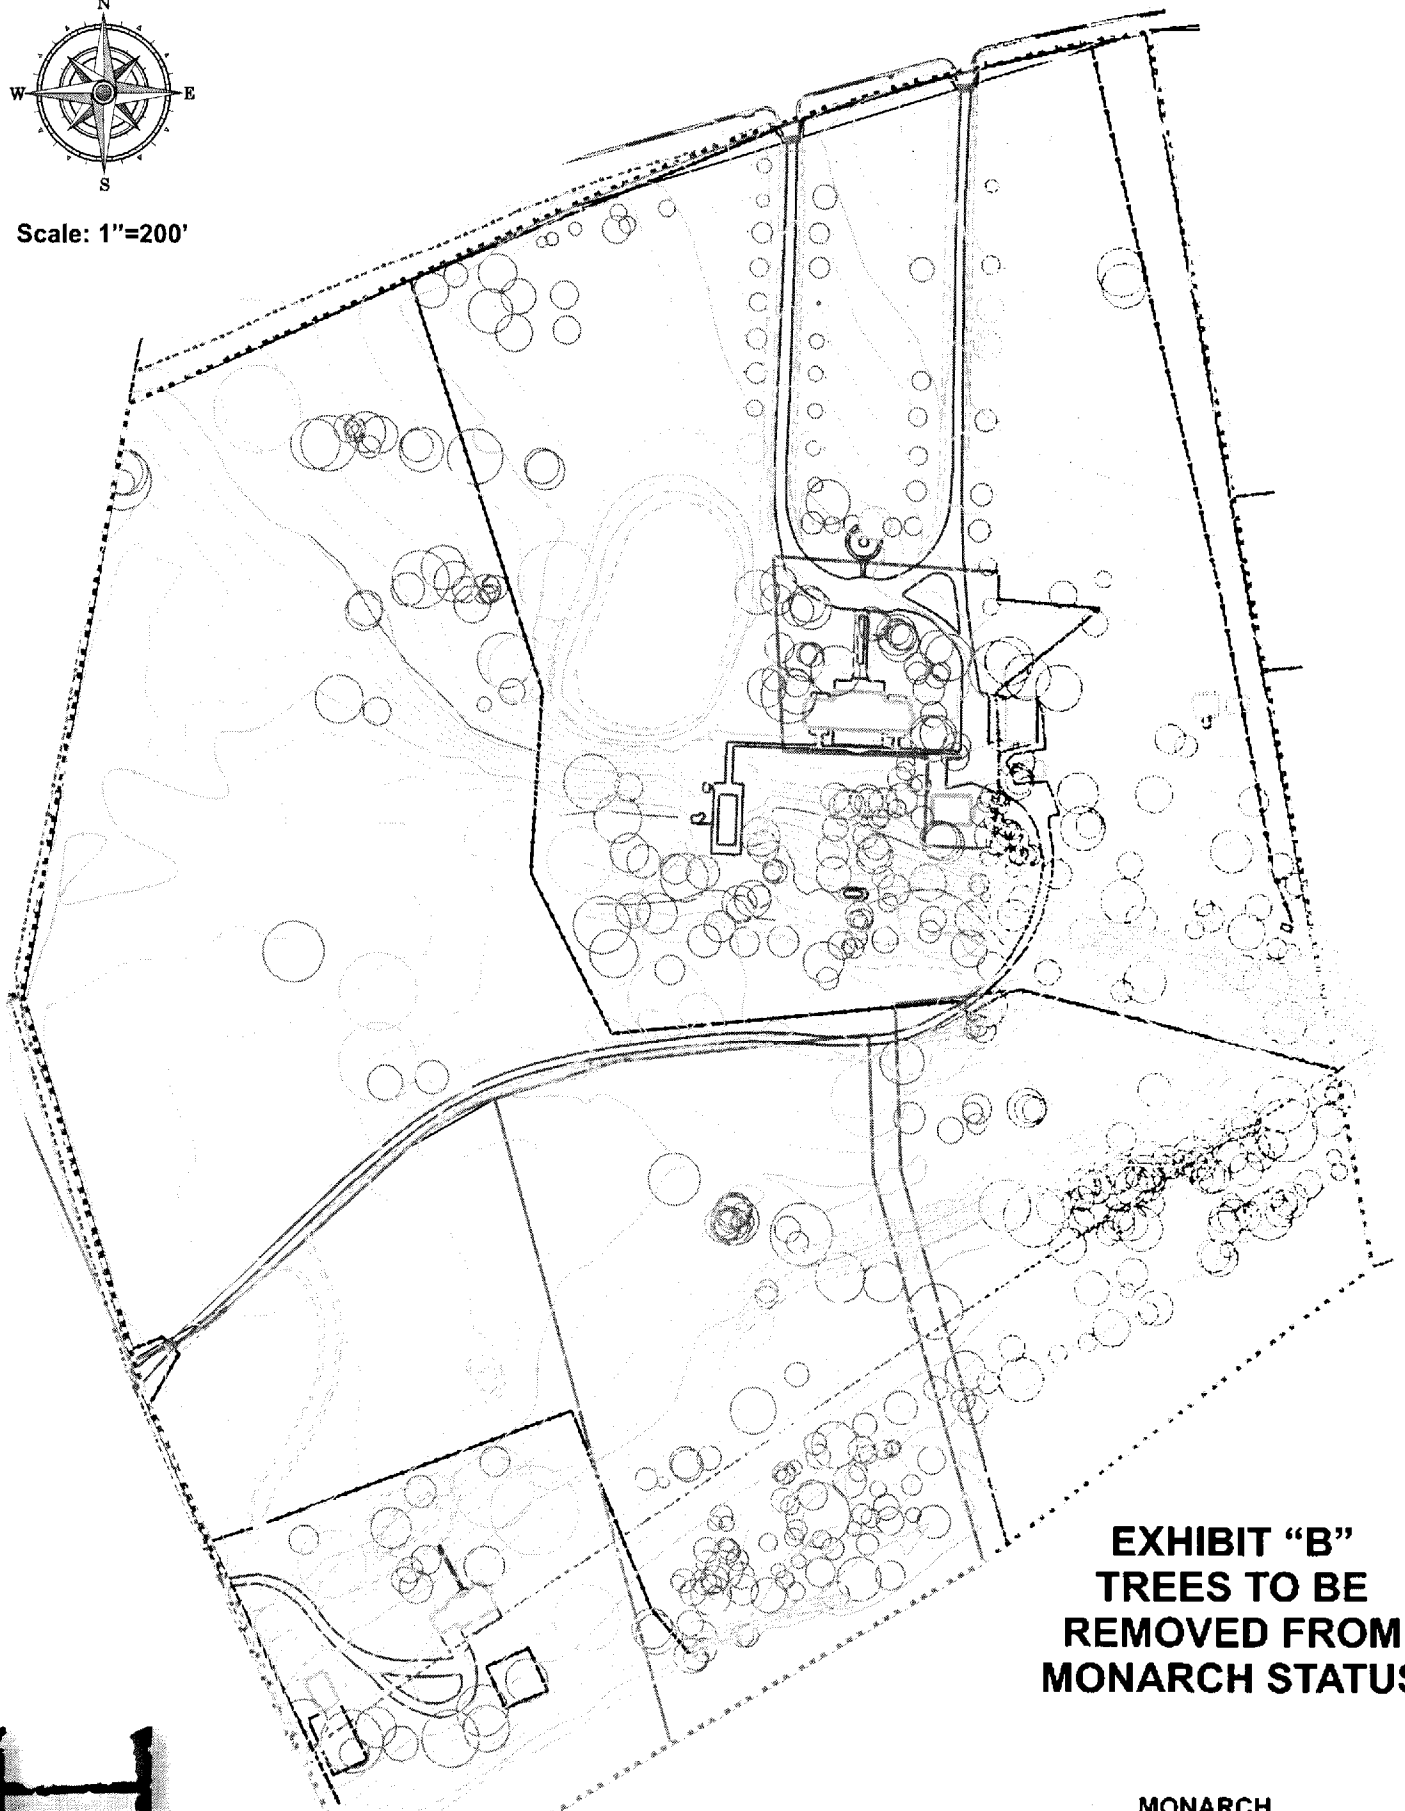 N
W E
S
Scale: 1”=200’
EXHIBIT “B”
TREES TO BE
REMOVED FROM
MONARCH STATUS
MONARCH